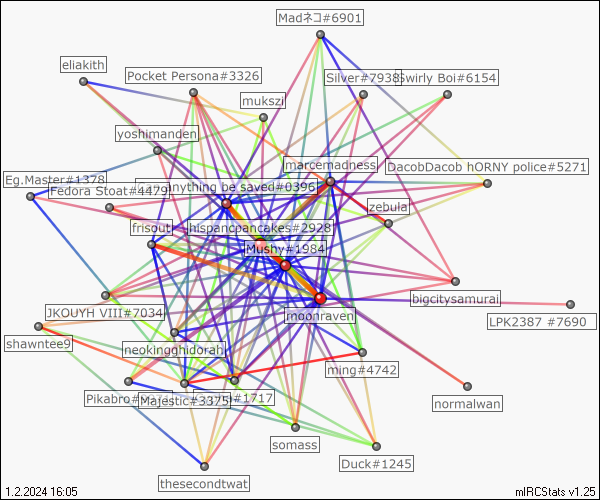 Madネコ#6901
eliakith
Pocket Persona#3326
Silver#7938
Swirly Boi#6154
mukszi
yoshimanden
marcemadness
DacobDacob hORNY police#5271
Eg.Master#1378
Fedora Stoat#4479
anything be saved#0396
zebular
frisout
hispanopancakes#2928
Mushy#1984
bigcitysamurai
JKOUYH VIII#7034
moonraven
LPK2387 #7690
shawntee9
neokingghidorah
ming#4742
Pikabro#
Majestic#3375
#1717
normalwan
somass
Duck#1245
thesecondtwat
1.2.2024 16:05
mIRCStats v1.25